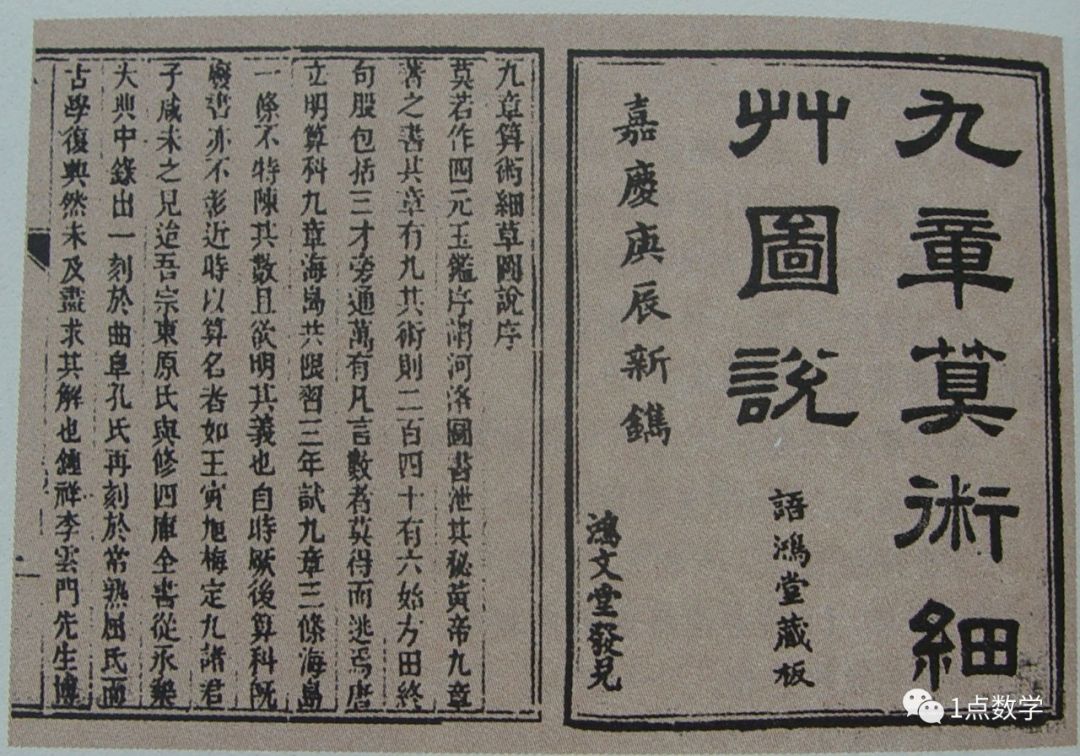 九章算術細
艸圖說
嘉慶庚辰新鐫
語鴻堂藏板
鴻文堂發兌
九章算術細草圖說序
莫若作四元玉鑑序謂河洛圖書泄其秘黃帝九章
著之書其章有九其術則二百四十有六始方田終
句股包括三才旁通萬有凡言數者莫得而逃焉唐
立明算科九章海島共限習三年試九章三條海島
一條不特陳其數且欲明其義也自時厥後算科旣
廢書亦不彰近時以算名者如王寅旭梅定九諸君
子咸未之見迨吾宗東原氏與修四庫全書從永樂
大典中錄出一刻於曲阜孔氏再刻於常熟屈氏而
古學復興然未及盡求其解也鍾祥李雲門先生博
1点数学